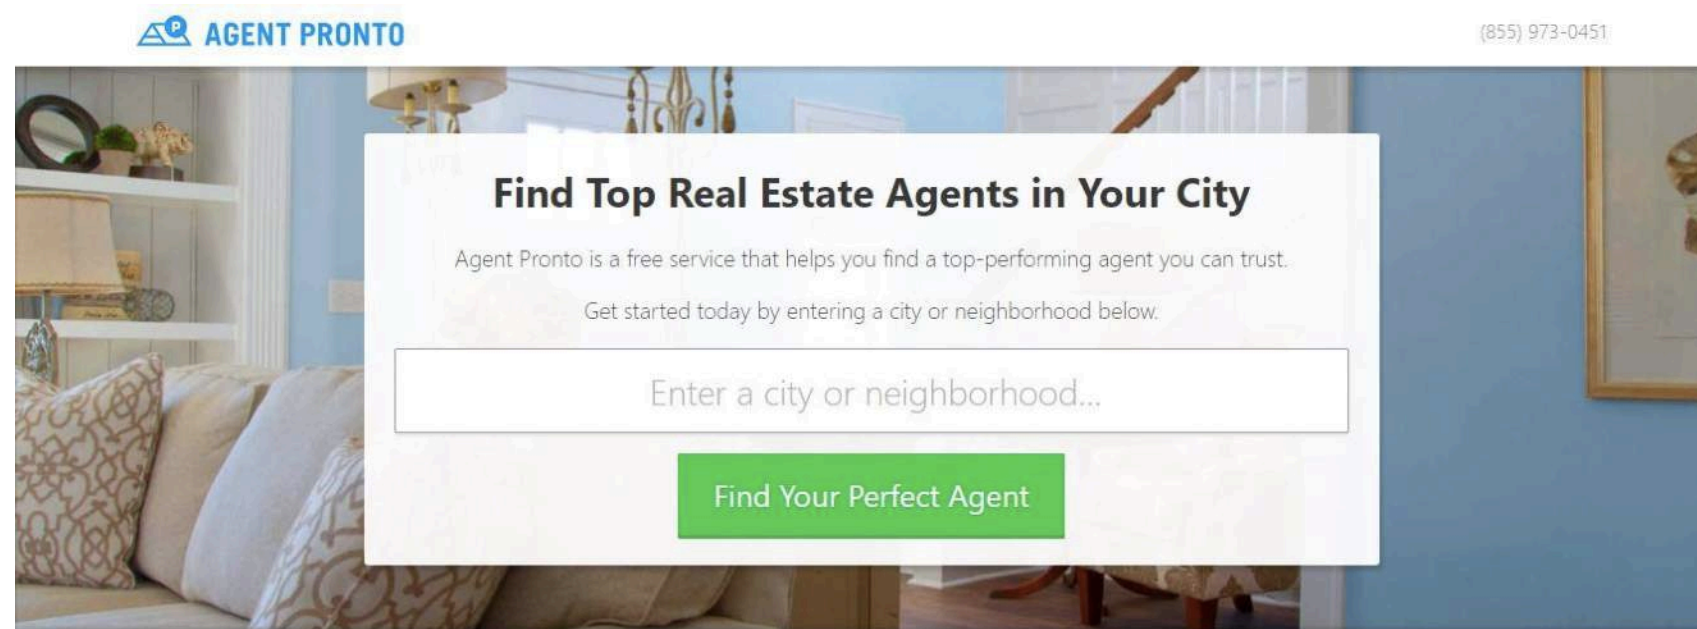 AGENT PRONTO
(855) 973-0451
Find Top Real Estate Agents in Your City
Agent Pronto is a free service that helps you find a top-performing agent you can trust.
Get started today by entering a city or neighborhood below.
Enter a city or neighborhood...
Find Your Perfect Agent